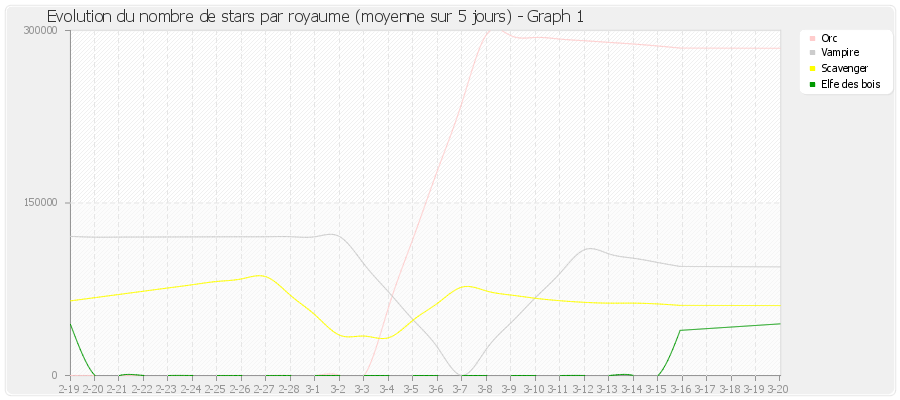 Evolution du nombre de stars par royaume (moyenne sur 5 jours) - Graph 1
300000
150000
0
2-19 2-20 2-21 2-22 2-23 2-24 2-25 2-26 2-27 2-28 3-1 3-2 3-3 3-4 3-5 3-6 3-7 3-8 3-9 3-10 3-11 3-12 3-13 3-14 3-15 3-16 3-17 3-18 3-19 3-20
Orc
Vampire
Scavenger
Elfe des bois